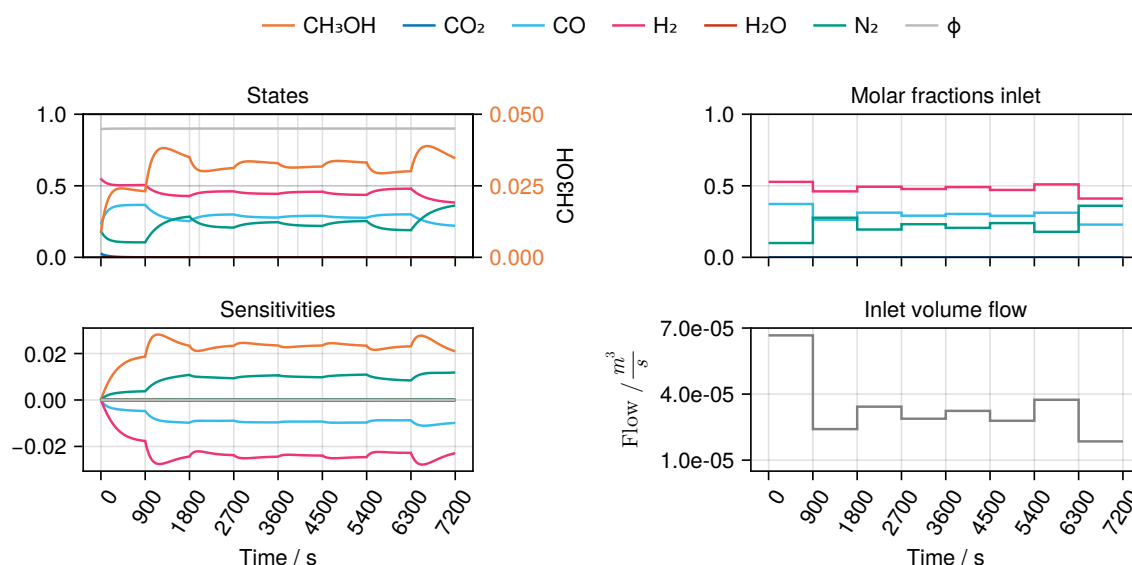 CH₃OH CO₂ CO H₂ H₂O N₂ ϕ
States
1.0
0.5
0.0
0.050
0.025
0.000
CH3OH
Molar fractions inlet
1.0
0.5
0.0
Sensitivities
0.02
0.00
−0.02
0 900 1800 2700 3600 4500 5400 6300 7200
Time / s
Inlet volume flow
Flow / m³/s
7.0e-05
4.0e-05
1.0e-05
0 900 1800 2700 3600 4500 5400 6300 7200
Time / s